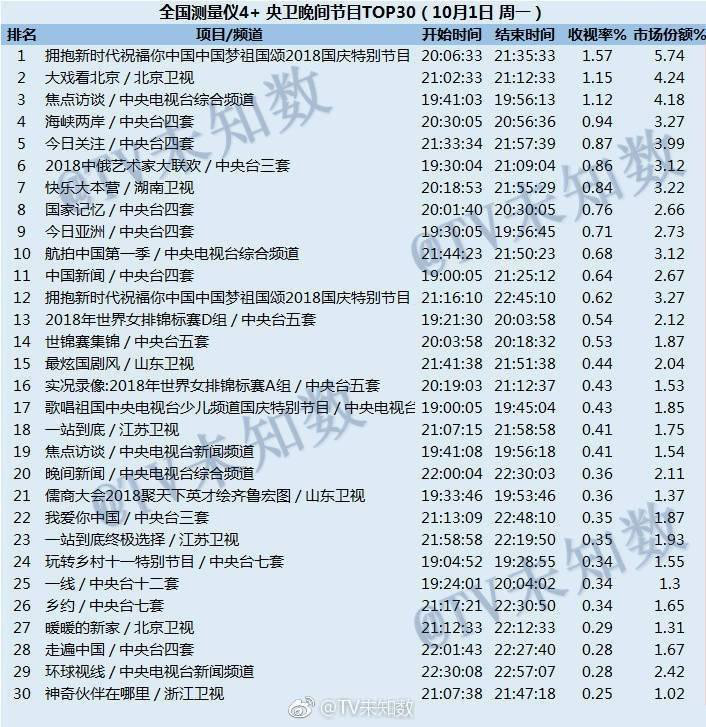 全国测量仪4+ 央卫晚间节目TOP30（10月1日 周一）
排名 项目/频道 开始时间 结束时间 收视率% 市场份额%
1 拥抱新时代祝福你中国中国梦祖国颂2018国庆特别节目 20:06:33 21:35:33 1.57 5.74
2 大戏看北京 / 北京卫视 21:02:33 21:12:33 1.15 4.24
3 焦点访谈 / 中央电视台综合频道 19:41:03 19:56:13 1.12 4.18
4 海峡两岸 / 中央台四套 20:30:05 20:56:36 0.94 3.27
5 今日关注 / 中央台四套 21:33:34 21:57:39 0.87 3.99
6 2018中俄艺术家大联欢 / 中央台三套 19:30:04 21:09:04 0.86 3.12
7 快乐大本营 / 湖南卫视 20:18:53 21:55:29 0.84 3.22
8 国家记忆 / 中央台四套 20:01:40 20:30:05 0.76 2.66
9 今日亚洲 / 中央台四套 19:30:05 19:56:45 0.71 2.73
10 航拍中国第一季 / 中央电视台综合频道 21:44:23 21:50:23 0.68 3.12
11 中国新闻 / 中央台四套 19:00:05 21:25:12 0.64 2.67
12 拥抱新时代祝福你中国中国梦祖国颂2018国庆特别节目 21:16:10 22:45:10 0.62 3.27
13 2018年世界女排锦标赛D组 / 中央台五套 19:21:30 20:03:58 0.54 2.12
14 世锦赛集锦 / 中央台五套 20:03:58 20:18:32 0.53 1.87
15 最炫国剧风 / 山东卫视 21:41:38 21:51:38 0.44 2.04
16 实况录像:2018年世界女排锦标赛A组 / 中央台五套 20:19:03 21:12:37 0.43 1.53
17 歌唱祖国中央电视台少儿频道国庆特别节目 / 中央电视台 19:00:05 19:45:04 0.43 1.85
18 一站到底 / 江苏卫视 21:07:15 21:58:58 0.41 1.75
19 焦点访谈 / 中央电视台新闻频道 19:41:08 19:56:18 0.41 1.54
20 晚间新闻 / 中央电视台综合频道 22:00:04 22:30:03 0.36 2.11
21 儒商大会2018聚天下英才绘齐鲁宏图 / 山东卫视 19:33:46 19:53:46 0.36 1.37
22 我爱你中国 / 中央台三套 21:13:09 22:48:10 0.35 1.87
23 一站到底终极选择 / 江苏卫视 21:58:58 22:19:50 0.35 1.93
24 玩转乡村十一特别节目 / 中央台七套 19:04:52 19:28:55 0.34 1.55
25 一线 / 中央台十二套 19:24:01 20:04:02 0.34 1.3
26 乡约 / 中央台七套 21:17:21 22:30:50 0.34 1.65
27 暖暖的新家 / 北京卫视 21:12:33 22:12:33 0.29 1.31
28 走遍中国 / 中央台四套 22:01:43 22:27:40 0.28 1.67
29 环球视线 / 中央电视台新闻频道 22:30:08 22:57:07 0.28 2.42
30 神奇伙伴在哪里 / 浙江卫视 21:07:38 21:47:18 0.25 1.02
@TV未知数
@TV未知数
@TV未知数
@TV未知数
@TV未知数